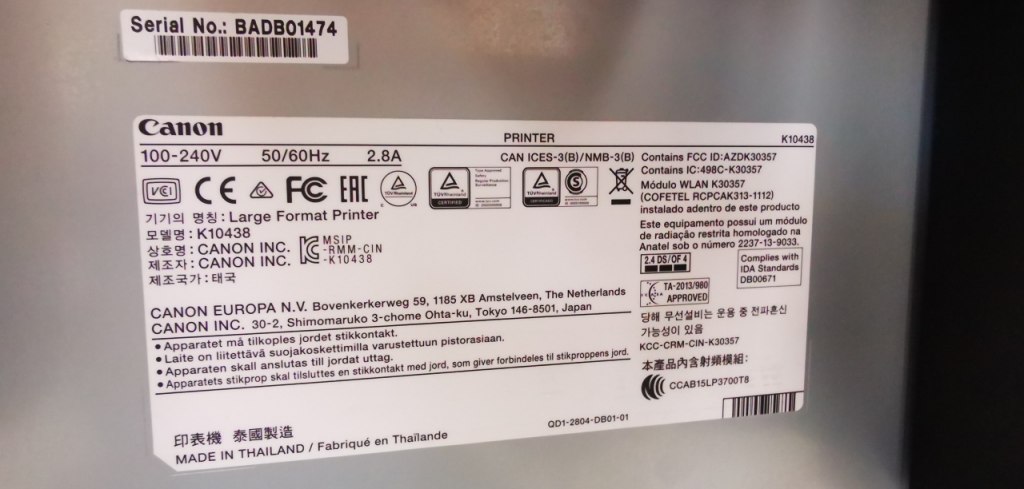 Serial No.: BADB01474
Canon
PRINTER
K10438
100-240V 50/60Hz 2.8A
CAN ICES-3(B)/NMB-3(B)
VCI CE FC EAC
TÜVRheinland
TÜVRheinland
CERTIFIED
TÜVRheinland
CERTIFIED
기기의 명칭: Large Format Printer
모델명: K10438
상호명: CANON INC.
제조자: CANON INC.
제조국가: 태국
MSIP
-RMM-CIN
-K10438
CANON EUROPA N.V. Bovenkerkerweg 59, 1185 XB Amstelveen, The Netherlands
CANON INC. 30-2, Shimomaruko 3-chome Ohta-ku, Tokyo 146-8501, Japan
• Apparatet må tilkoples jordet stikkontakt.
• Laite on liitettävä suojakoskettimilla varustettuun pistorasiaan.
• Apparaten skall anslutas till jordat uttag.
• Apparatets stikprop skal tilsluttes en stikkontakt med jord, som giver forbindels til stikproppens jord.
印表機 泰國製造
MADE IN THAILAND / Fabriqué en Thaïlande
QD1-2804-DB01-01
Contains FCC ID:AZDK30357
Contains IC:498C-K30357
Módulo WLAN K30357
(COFETEL RCPCAK313-1112)
instalado adentro de este producto
Este equipamento possui um módulo
de radiação restrita homologado na
Anatel sob o número 2237-13-9033.
2.4 DS/OF 4
Complies with
IDA Standards
DB00671
TA-2013/980
APPROVED
당해 무선설비는 운용 중 전파혼신
가능성이 있음
KCC-CRM-CIN-K30357
本產品內含射頻模組:
CCAB15LP3700T8